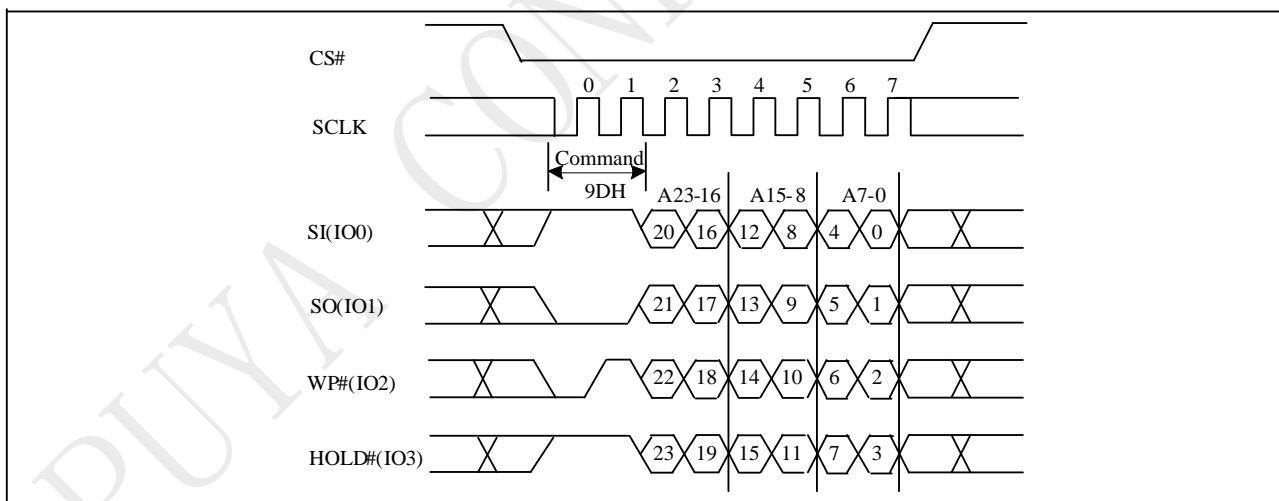 CS#
0 1 2 3 4 5 6 7
SCLK
Command
9DH
A23-16 A15-8 A7-0
SI(IO0) 20 16 12 8 4 0
SO(IO1) 21 17 13 9 5 1
WP#(IO2) 22 18 14 10 6 2
HOLD#(IO3) 23 19 15 11 7 3
PUYA CON